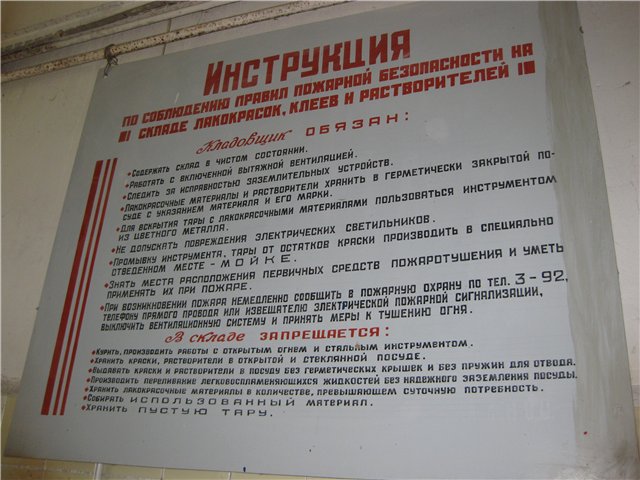 Инструкция
по соблюдению правил пожарной безопасности на
складе лакокрасок, клеев и растворителей
Кладовщик обязан:
• Содержать склад в чистом состоянии.
• Работать с включенной вытяжной вентиляцией.
• Следить за исправностью заземлительных устройств.
• Лакокрасочные материалы и растворители хранить в герметически закрытой по-
суде с указанием материала и его марки.
• Для вскрытия тары с лакокрасочными материалами пользоваться инструментом
из цветного металла.
• Не допускать повреждения электрических светильников.
• Промывку инструмента, тары от остатков краски производить в специально
отведенном месте – мойке.
• Знать места расположения первичных средств пожаротушения и уметь
применять их при пожаре.
• При возникновении пожара немедленно сообщить в пожарную охрану по тел. 3-92,
телефону прямого провода или извещателю электрической пожарной сигнализации,
выключить вентиляционную систему и принять меры к тушению огня.
В складе запрещается:
• Курить, производить работы с открытым огнем и стальным инструментом.
• Хранить краски, растворители в открытой и стеклянной посуде.
• Выдавать краски и растворители в посуду без герметических крышек и без пружин для отвода.
• Производить переливание легковоспламеняющихся жидкостей без надежного заземления посуды.
• Хранить лакокрасочные материалы в количестве, превышающем суточную потребность.
• Собирать использованный материал.
• Хранить пустую тару.